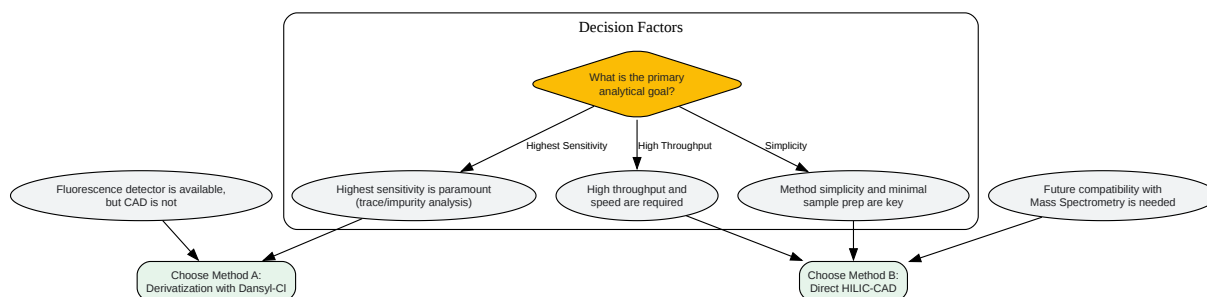 Decision Factors
What is the primary
analytical goal?
Highest Sensitivity
High Throughput
Simplicity
Fluorescence detector is available,
but CAD is not
Highest sensitivity is paramount
(trace/impurity analysis)
High throughput and
speed are required
Method simplicity and minimal
sample prep are key
Future compatibility with
Mass Spectrometry is needed
Choose Method A:
Derivatization with Dansyl-Cl
Choose Method B:
Direct HILIC-CAD